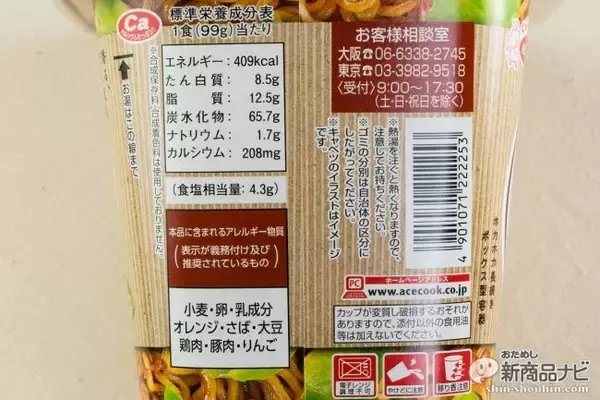 Ca
標準栄養成分表
1食(99g)当たり
エネルギー: 409kcal
たん白質: 8.5g
脂質: 12.5g
炭水化物: 65.7g
ナトリウム: 1.7g
カルシウム: 208mg
(食塩相当量: 4.3g)
※合成保存料・合成着色料は使用しておりません。
お湯はこの線まで
本品に含まれるアレルギー物質
(表示が義務付け及び
推奨されているもの)
小麦・卵・乳成分
オレンジ・さば・大豆
鶏肉・豚肉・りんご
お客様相談室
大阪☎06-6338-2745
東京☎03-3982-9518
〈受付〉9:00〜17:30
(土・日・祝日を除く)
※熱湯を注ぐと熱くなりますので、
注意してお持ちください。
※ゴミの分別は自治体の区分に
したがってください。
※キャベツのイラストはイメージ
です。
4901071222253
PC
ホームページアドレス
www.acecook.co.jp
カップが変質し破損するおそれが
ありますので、添付以外の食用油
等は加えないでください。
電子レンジ
調理不可
やけどに注意
移り香注意
ボックス型容器
おためし
新商品ナビ
shin-shouhin.com